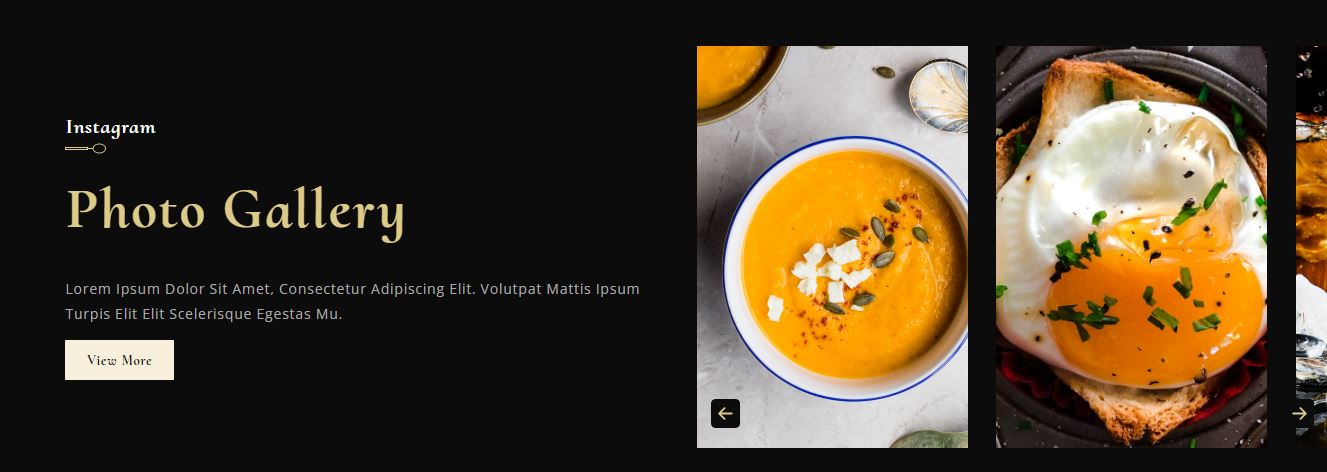 Instagram
Photo Gallery
Lorem Ipsum Dolor Sit Amet, Consectetur Adipiscing Elit. Volutpat Mattis Ipsum
Turpis Elit Elit Scelerisque Egestas Mu.
View More